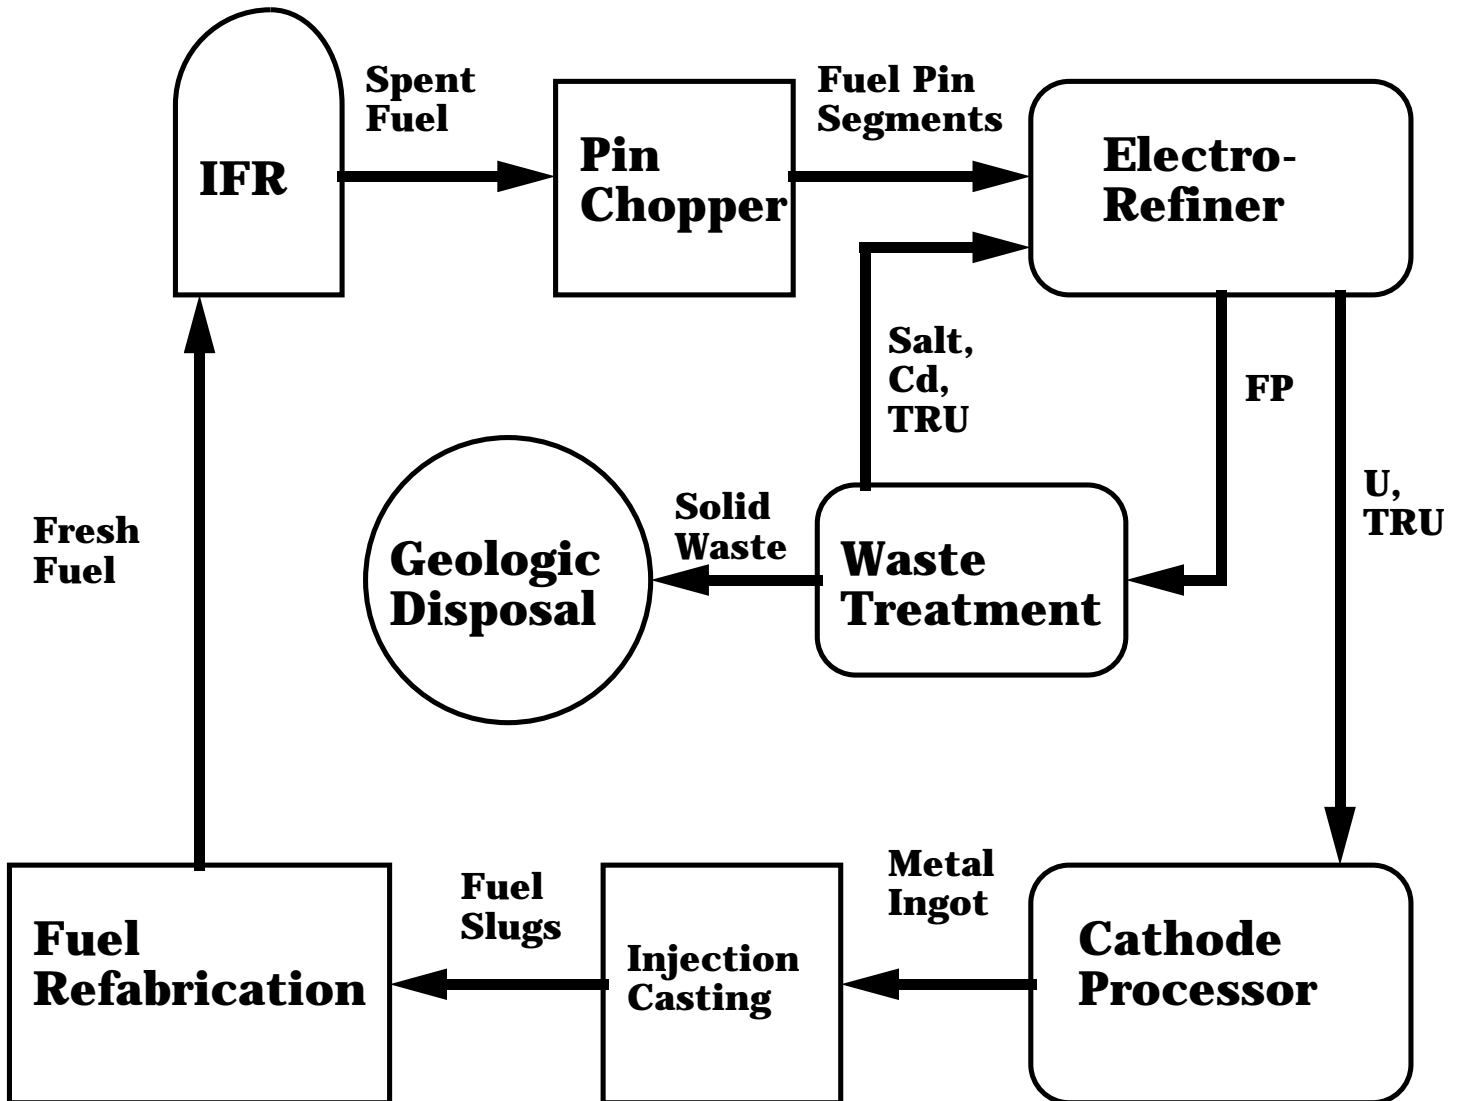 Spent
Fuel
Fuel Pin
Segments
IFR
Pin
Chopper
Electro-
Refiner
Salt,
Cd,
TRU
FP
U,
TRU
Fresh
Fuel
Geologic
Disposal
Solid
Waste
Waste
Treatment
Metal
Ingot
Fuel
Slugs
Fuel
Refabrication
Injection
Casting
Cathode
Processor